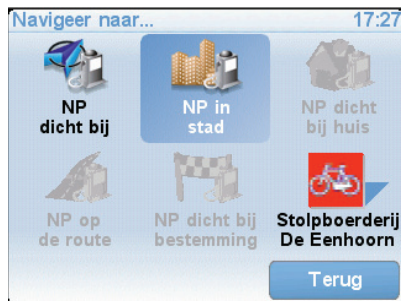 Navigeer naar...
17:27
NP
dicht bij
NP in
stad
NP dicht
bij huis
NP op
de route
NP dicht bij
bestemming
Stolpboerderij
De Eenhoorn
Terug